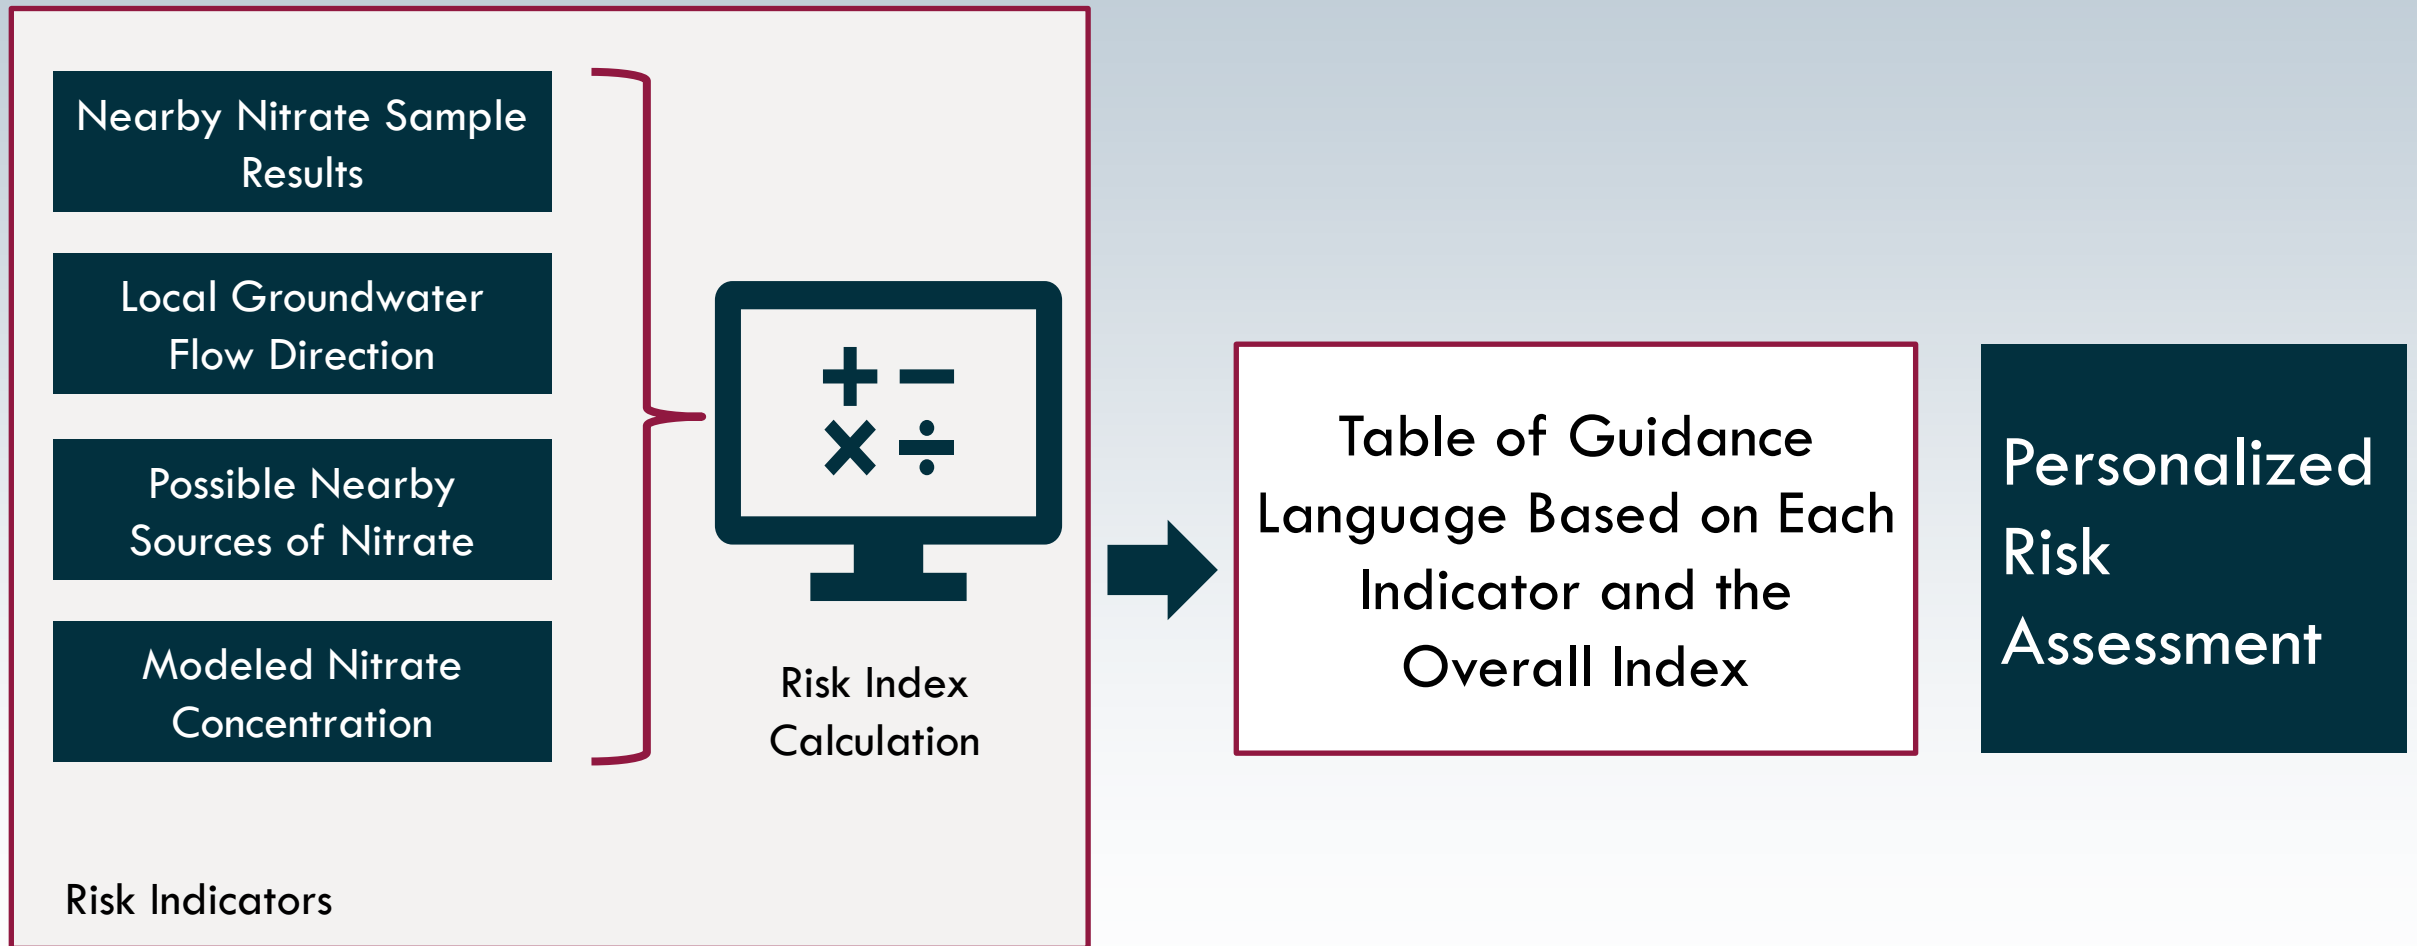 Nearby Nitrate Sample
Results
Local Groundwater
Flow Direction
Possible Nearby
Sources of Nitrate
Modeled Nitrate
Concentration
Risk Indicators
+ −
× ÷
Risk Index
Calculation
Table of Guidance
Language Based on Each
Indicator and the
Overall Index
Personalized
Risk
Assessment